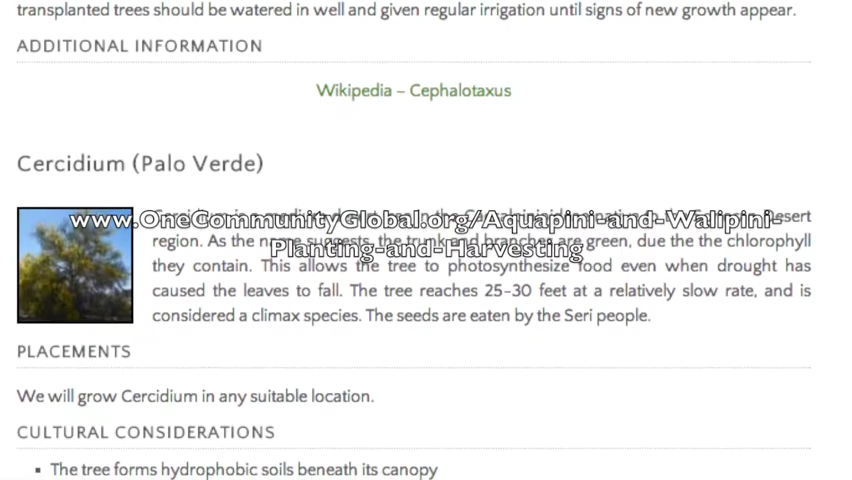 transplanted trees should be watered in well and given regular irrigation until signs of new growth appear.
ADDITIONAL INFORMATION
Wikipedia – Cephalotaxus
Cercidium (Palo Verde)
www.OneCommunityGlobal.org/Aquapini-and-Walipini-
Planting-and-Harvesting
Desert
region. As the name suggests, the trunk and branches are green, due the the chlorophyll
they contain. This allows the tree to photosynthesize food even when drought has
caused the leaves to fall. The tree reaches 25-30 feet at a relatively slow rate, and is
considered a climax species. The seeds are eaten by the Seri people.
PLACEMENTS
We will grow Cercidium in any suitable location.
CULTURAL CONSIDERATIONS
▪ The tree forms hydrophobic soils beneath its canopy